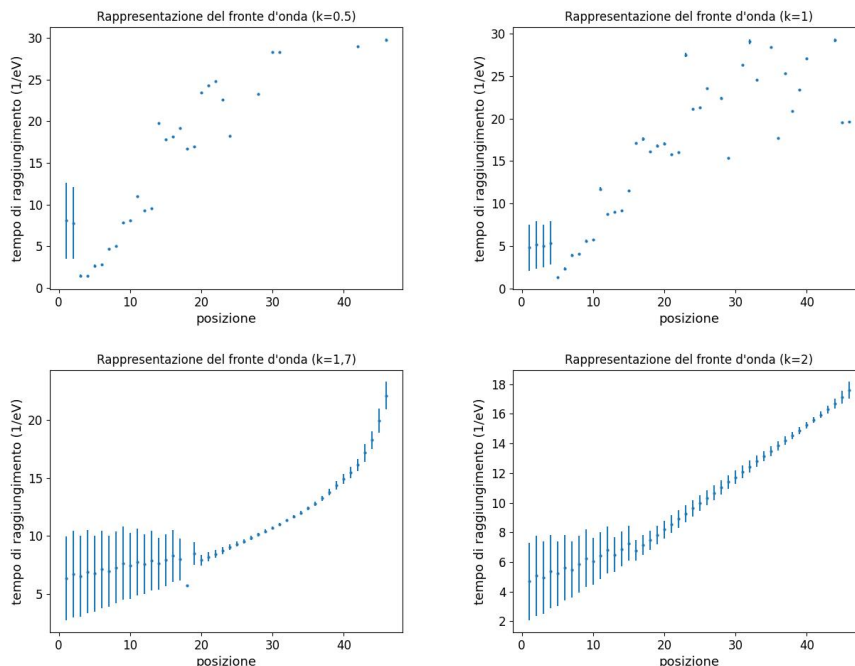 Rappresentazione del fronte d'onda (k=0.5)
tempo di raggiungimento (1/eV)
30
25
20
15
10
5
0
0 10 20 30 40
posizione
Rappresentazione del fronte d'onda (k=1)
tempo di raggiungimento (1/eV)
30
25
20
15
10
5
0
0 10 20 30 40
posizione
Rappresentazione del fronte d'onda (k=1,7)
tempo di raggiungimento (1/eV)
20
15
10
5
0 10 20 30 40
posizione
Rappresentazione del fronte d'onda (k=2)
tempo di raggiungimento (1/eV)
18
16
14
12
10
8
6
4
2
0 10 20 30 40
posizione